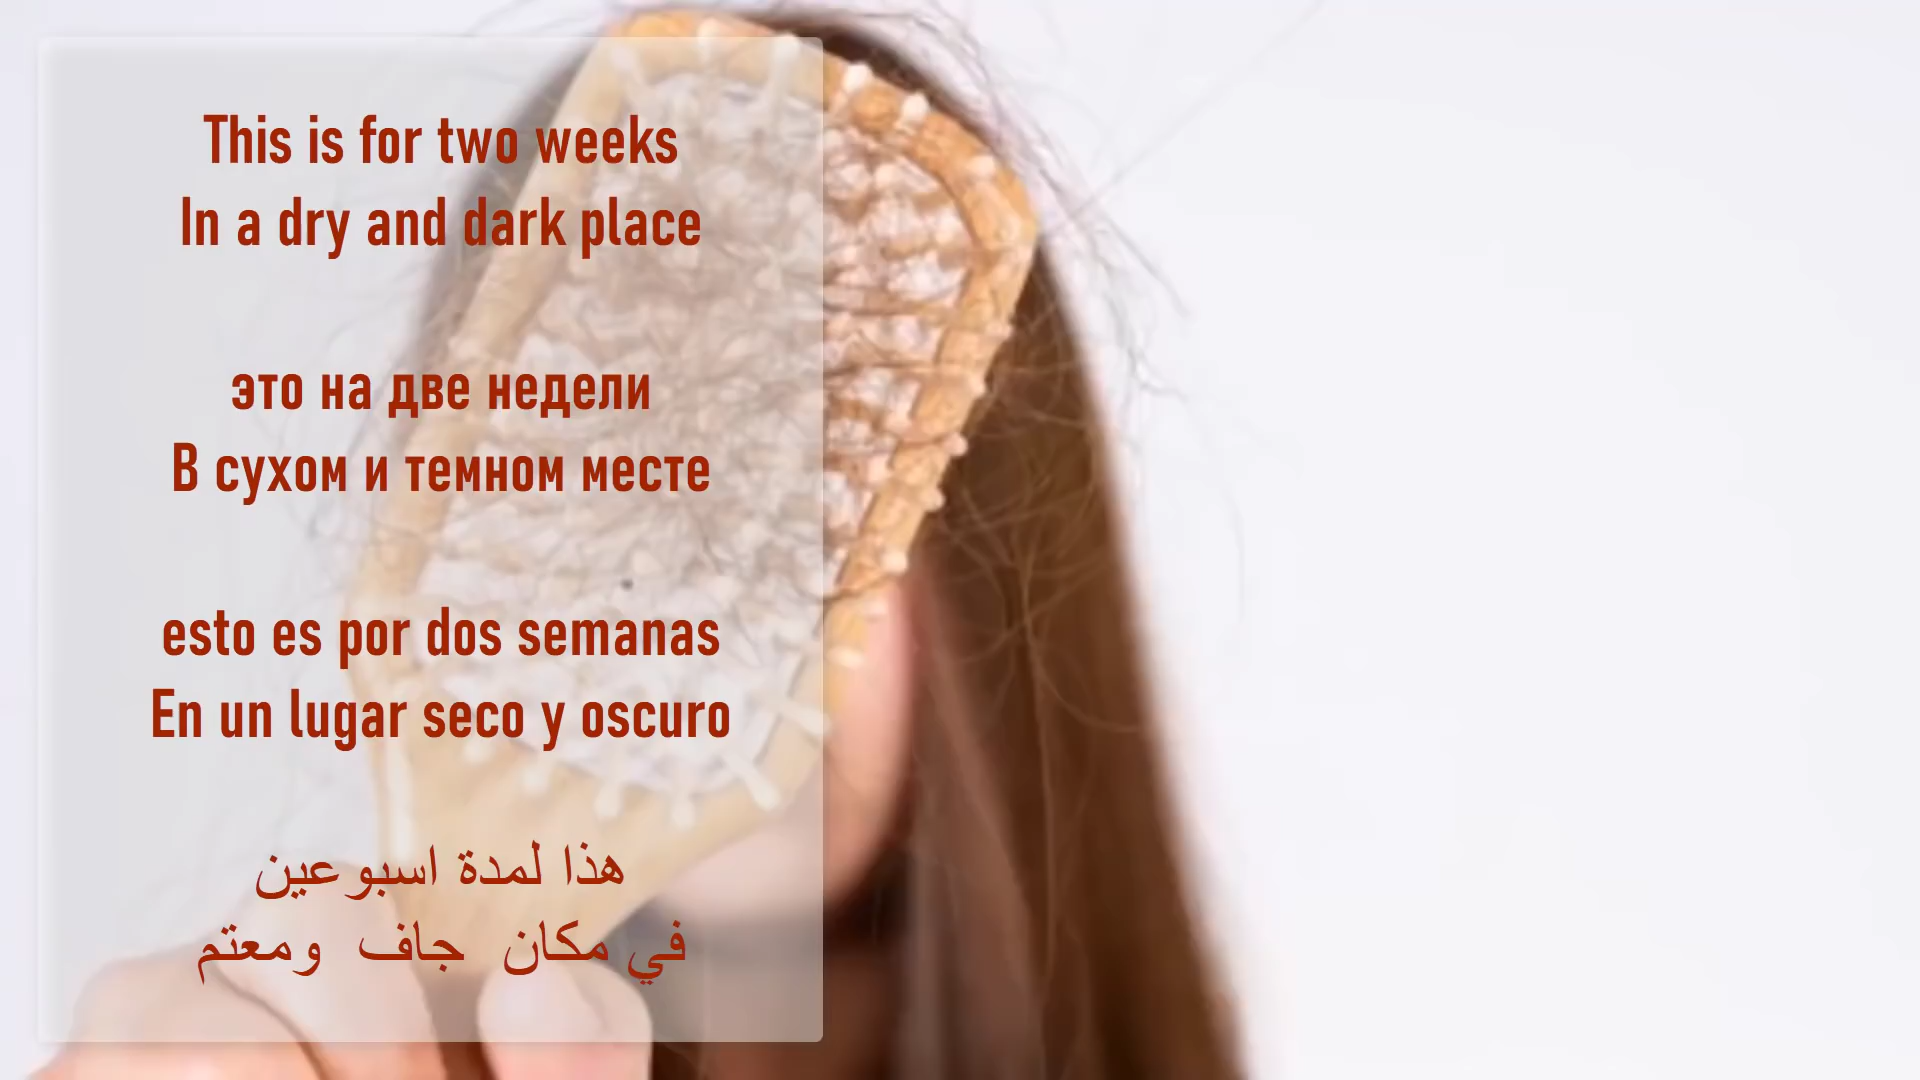 This is for two weeks
In a dry and dark place
это на две недели
В сухом и темном месте
esto es por dos semanas
En un lugar seco y oscuro
هذا لمدة اسبوعين
في مكان جاف ومعتم